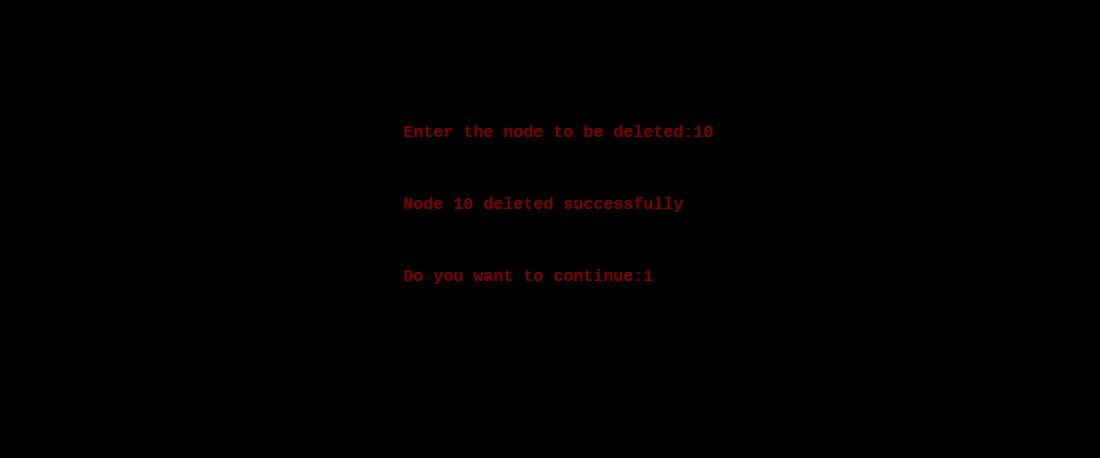 Enter the node to be deleted:10
Node 10 deleted successfully
Do you want to continue:1